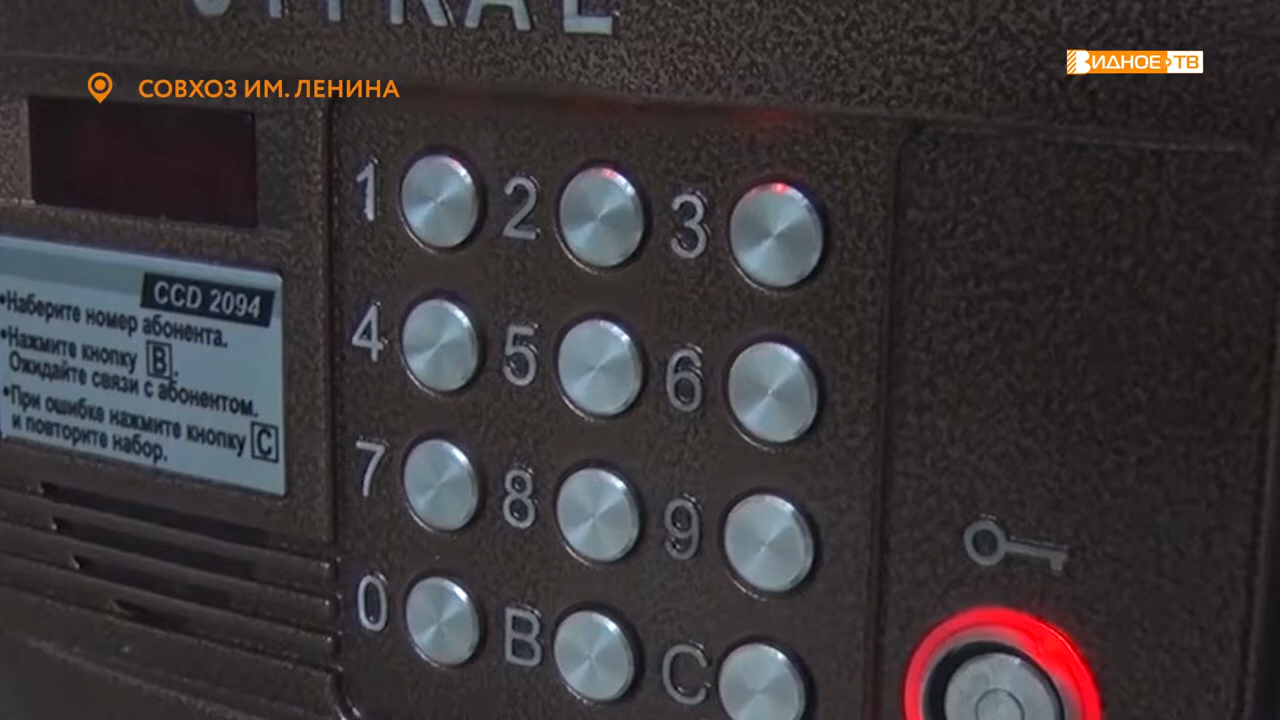 СОВХОЗ ИМ. ЛЕНИНА
ВИДНОЕ ТВ
CCD 2094
•Наберите номер абонента.
•Нажмите кнопку B.
Ожидайте связи с абонентом.
•При ошибке нажмите кнопку C
и повторите набор.
1 2 3
4 5 6
7 8 9
0 B C